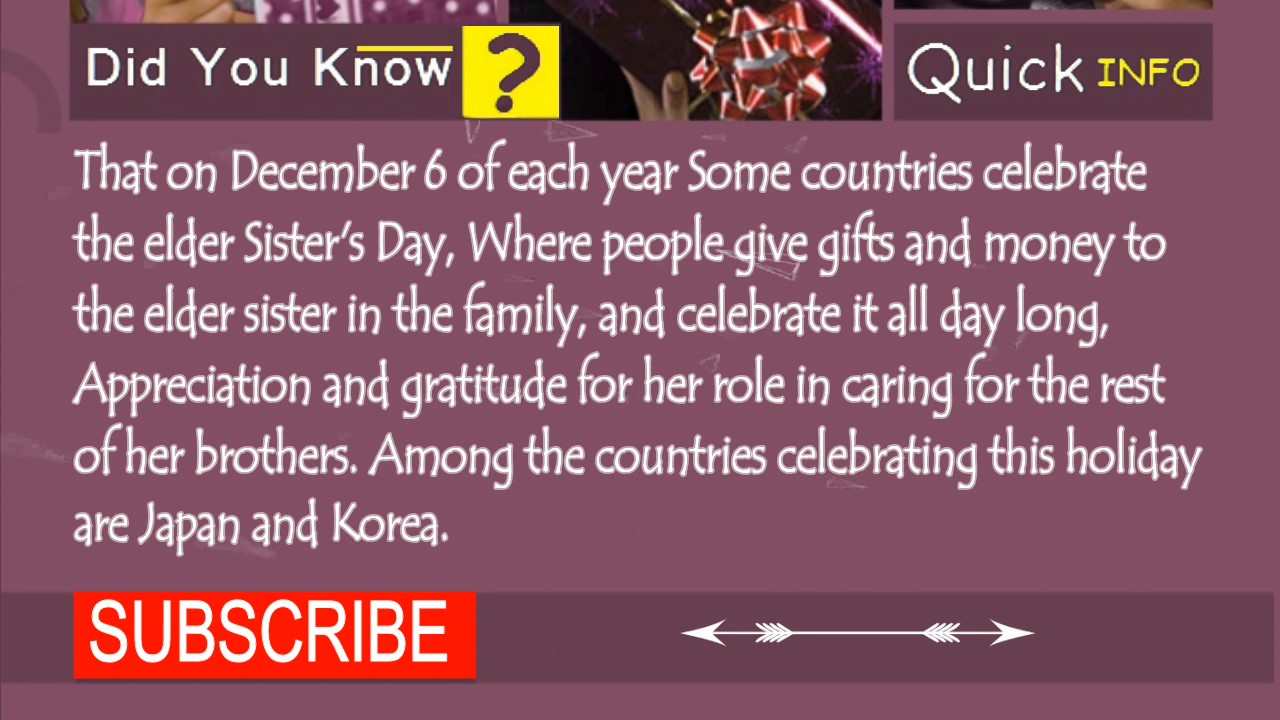 Did You Know ?
Quick INFO
That on December 6 of each year Some countries celebrate
the elder Sister's Day, Where people give gifts and money to
the elder sister in the family, and celebrate it all day long,
Appreciation and gratitude for her role in caring for the rest
of her brothers. Among the countries celebrating this holiday
are Japan and Korea.
SUBSCRIBE